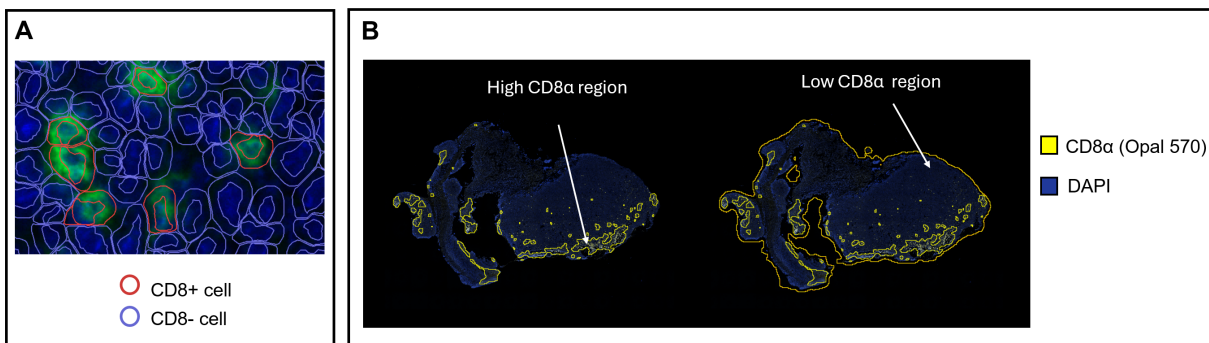 A
CD8+ cell
CD8- cell
B
High CD8α region
Low CD8α region
CD8α (Opal 570)
DAPI